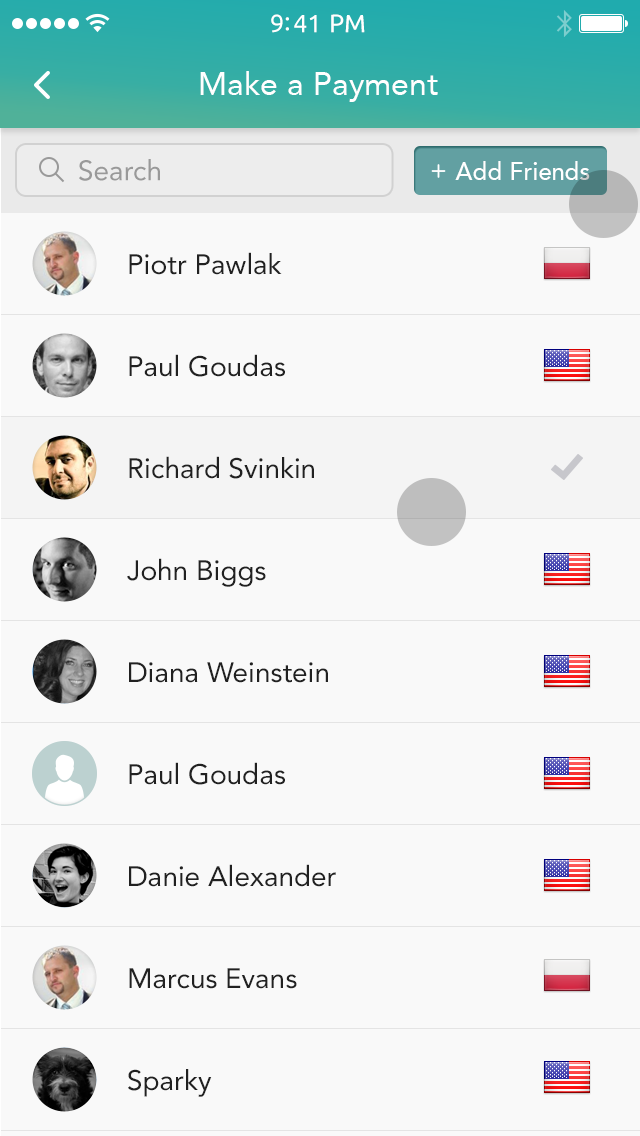 9:41 PM
Make a Payment
Search
+ Add Friends
Piotr Pawlak
Paul Goudas
Richard Svinkin
John Biggs
Diana Weinstein
Paul Goudas
Danie Alexander
Marcus Evans
Sparky